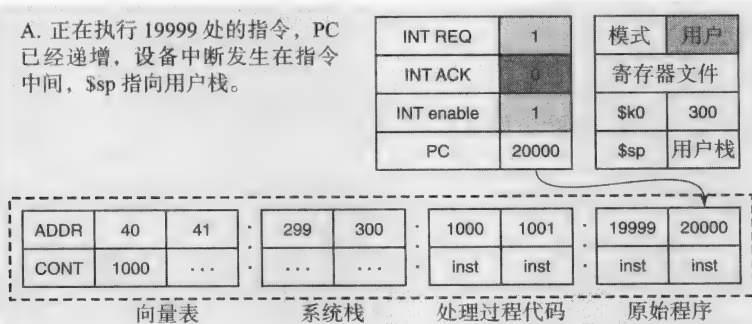 A. 正在执行 19999 处的指令，PC
已经递增，设备中断发生在指令
中间，$sp 指向用户栈。
INT REQ 1
INT ACK 0
INT enable 1
PC 20000
模式 用户
寄存器文件
$k0 300
$sp 用户栈
ADDR 40 41 299 300 1000 1001 19999 20000
CONT 1000 ... ... ... inst inst inst inst
向量表 系统栈 处理过程代码 原始程序